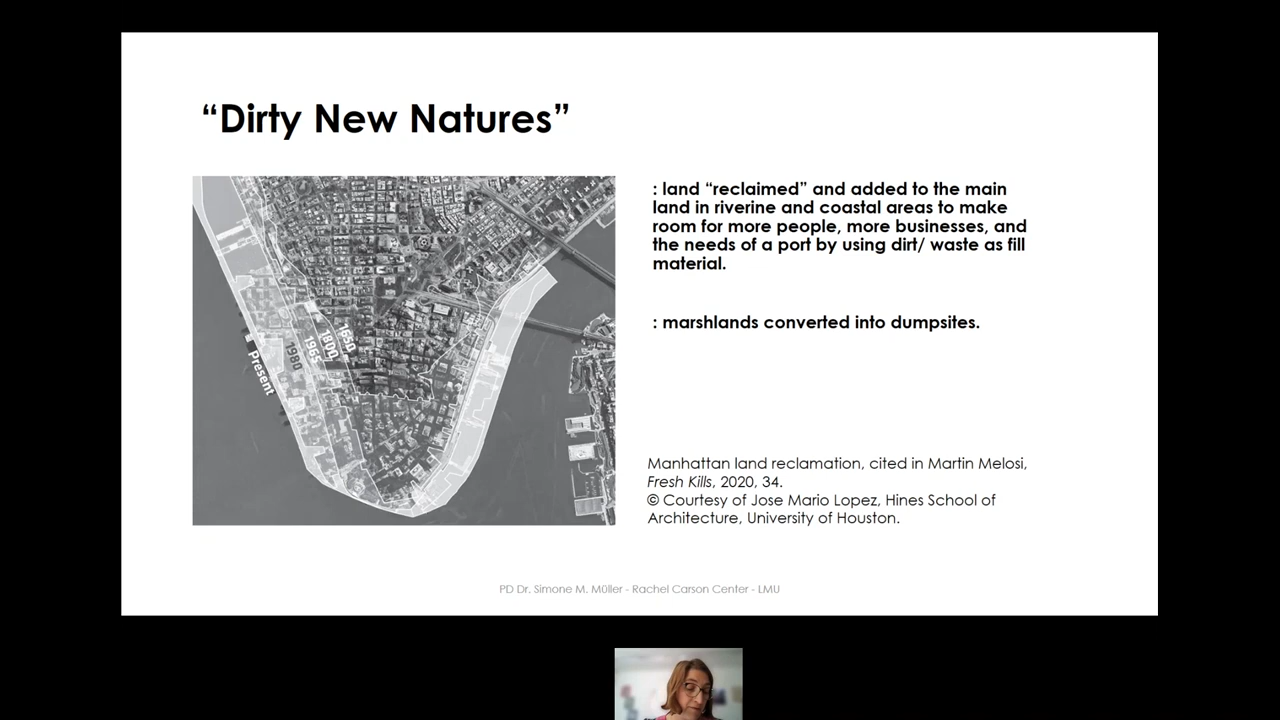 “Dirty New Natures”
: land “reclaimed” and added to the main
land in riverine and coastal areas to make
room for more people, more businesses, and
the needs of a port by using dirt/ waste as fill
material.
: marshlands converted into dumpsites.
1650
1800
1965
1980
Present
Manhattan land reclamation, cited in Martin Melosi,
Fresh Kills, 2020, 34.
© Courtesy of Jose Mario Lopez, Hines School of
Architecture, University of Houston.
PD Dr. Simone M. Müller - Rachel Carson Center - LMU